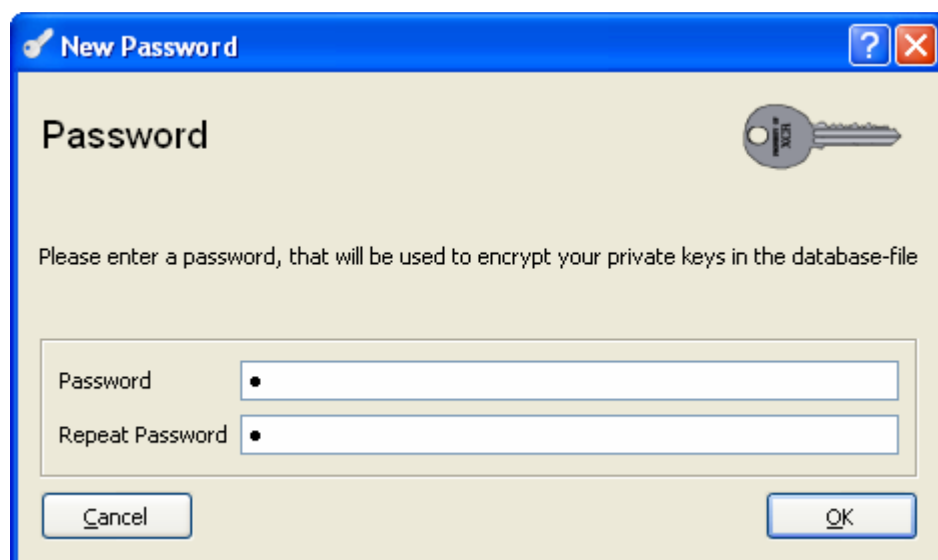 New Password
Password
Please enter a password, that will be used to encrypt your private keys in the database-file
Password
Repeat Password
Cancel
OK